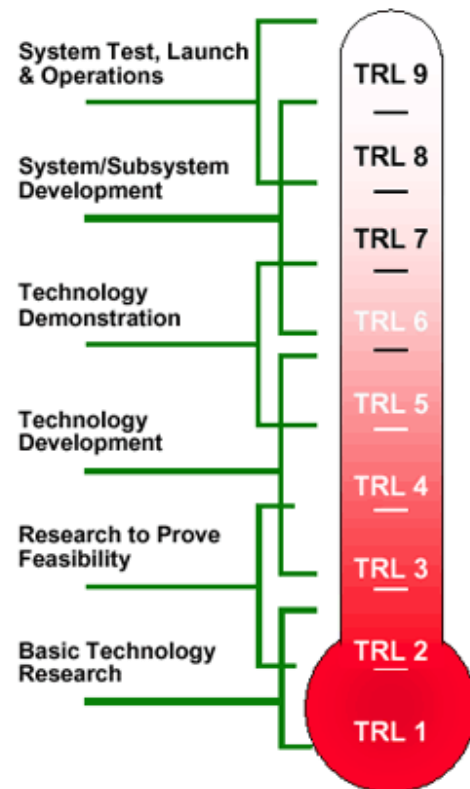 System Test, Launch
& Operations
System/Subsystem
Development
Technology
Demonstration
Technology
Development
Research to Prove
Feasibility
Basic Technology
Research
TRL 9
TRL 8
TRL 7
TRL 6
TRL 5
TRL 4
TRL 3
TRL 2
TRL 1